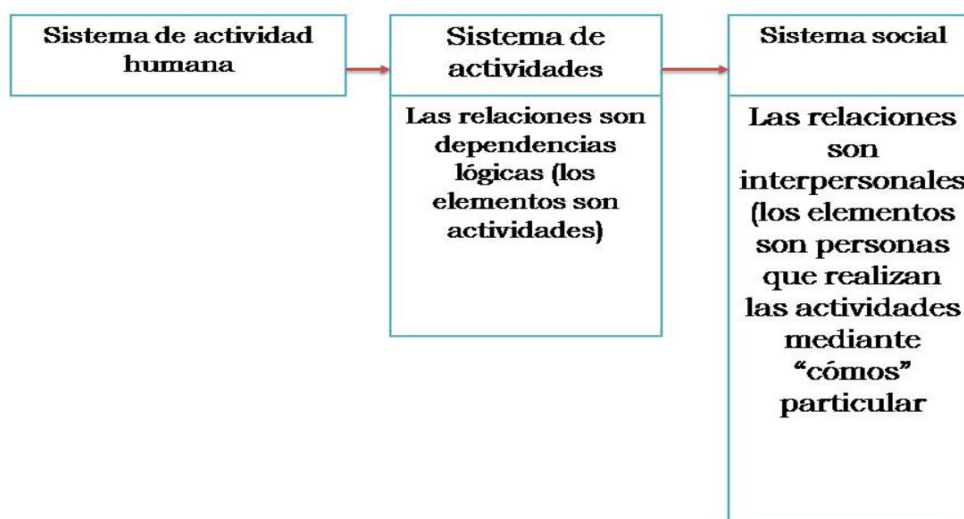 Sistema de actividad
humana
Sistema de
actividades
Las relaciones son
dependencias
lógicas (los
elementos son
actividades)
Sistema social
Las relaciones
son
interpersonales
(los elementos
son personas
que realizan
las actividades
mediante
“cómos”
particular